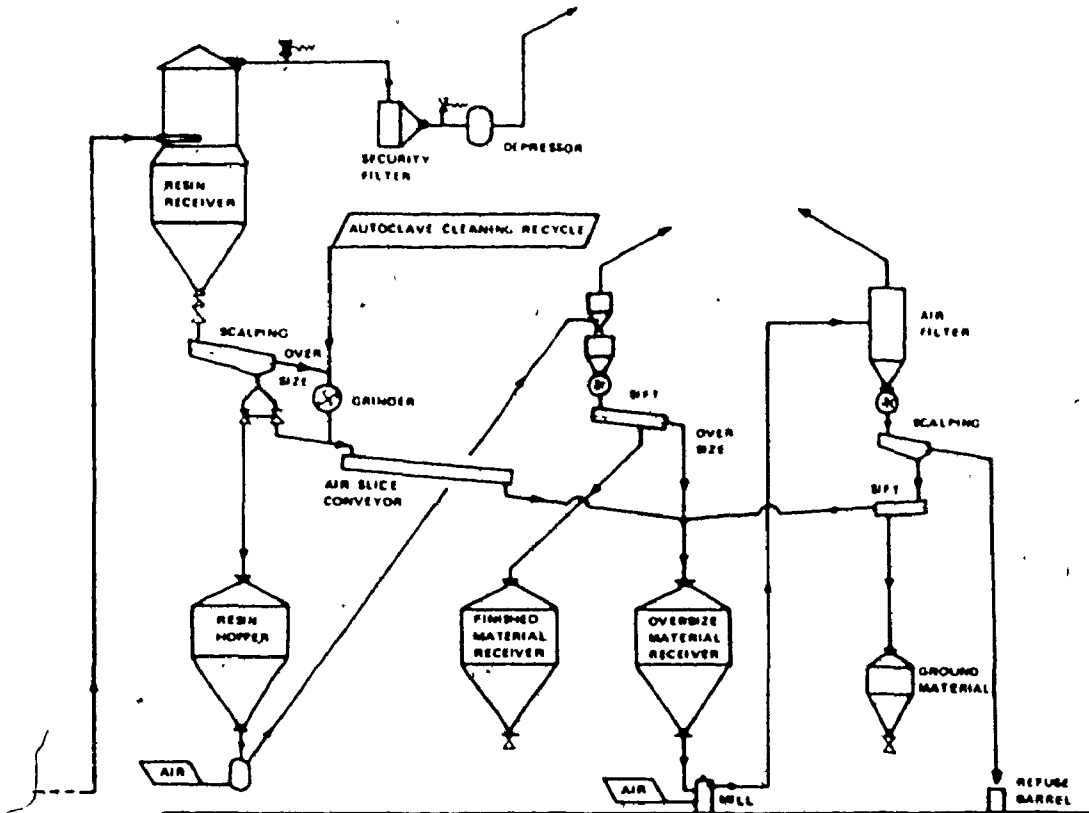 DEPRESSOR
SECURITY
FILTER
RESIN
RECEIVER
AUTOCLAVE CLEANING RECYCLE
SCALPING
OVER
SIZE
GRINDER
AIR SLICE
CONVEYOR
SIFT
OVER
SIZE
AIR
FILTER
SCALPING
SIFT
RESIN
HOPPER
FINISHED
MATERIAL
RECEIVER
OVERSIZE
MATERIAL
RECEIVER
GROUND
MATERIAL
AIR
AIR
MILL
REFUSE
BARREL